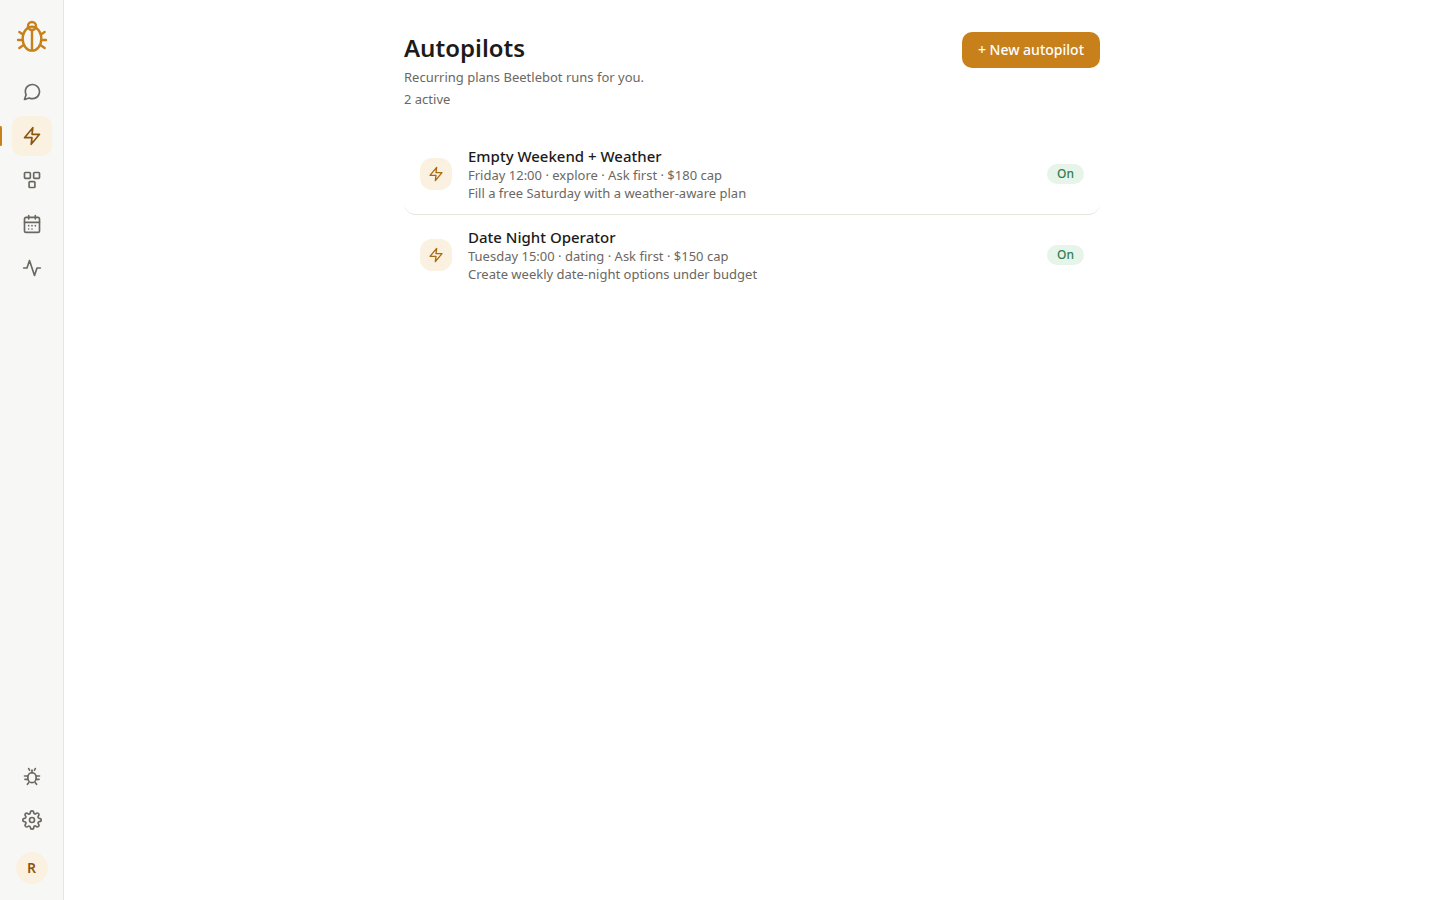 Autopilots
+ New autopilot
Recurring plans Beetlebot runs for you.
2 active
Empty Weekend + Weather
Friday 12:00 · explore · Ask first · $180 cap
Fill a free Saturday with a weather-aware plan
On
Date Night Operator
Tuesday 15:00 · dating · Ask first · $150 cap
Create weekly date-night options under budget
On
R